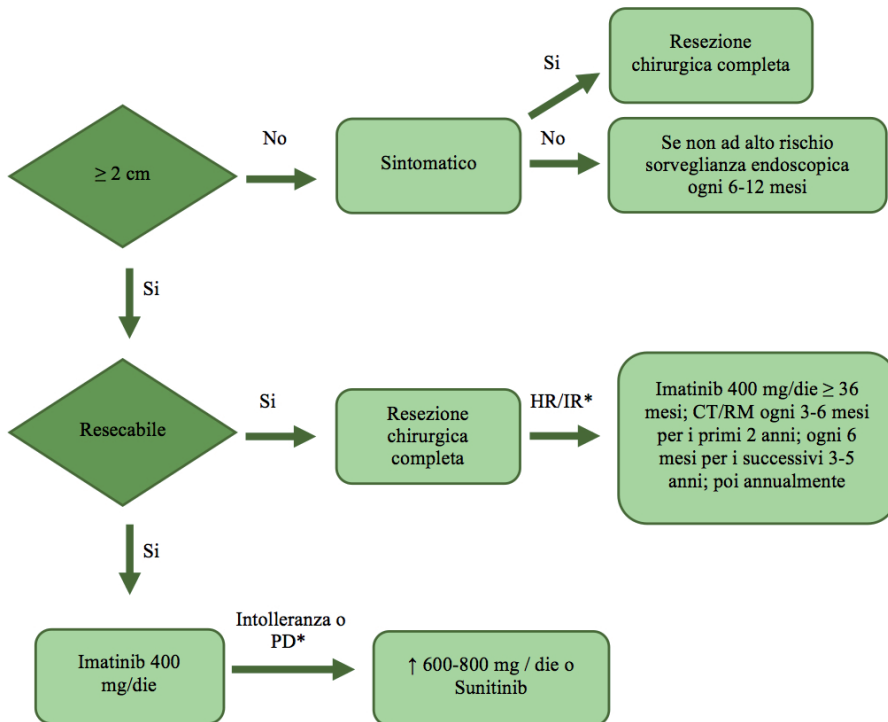 Resezione
chirurgica completa
Si
≥ 2 cm
No
Sintomatico
No
Se non ad alto rischio
sorveglianza endoscopica
ogni 6-12 mesi
Si
Resecabile
Si
Resezione
chirurgica
completa
HR/IR*
Imatinib 400 mg/die ≥ 36
mesi; CT/RM ogni 3-6 mesi
per i primi 2 anni; ogni 6
mesi per i successivi 3-5
anni; poi annualmente
Si
Imatinib 400
mg/die
Intolleranza o
PD*
↑ 600-800 mg / die o
Sunitinib